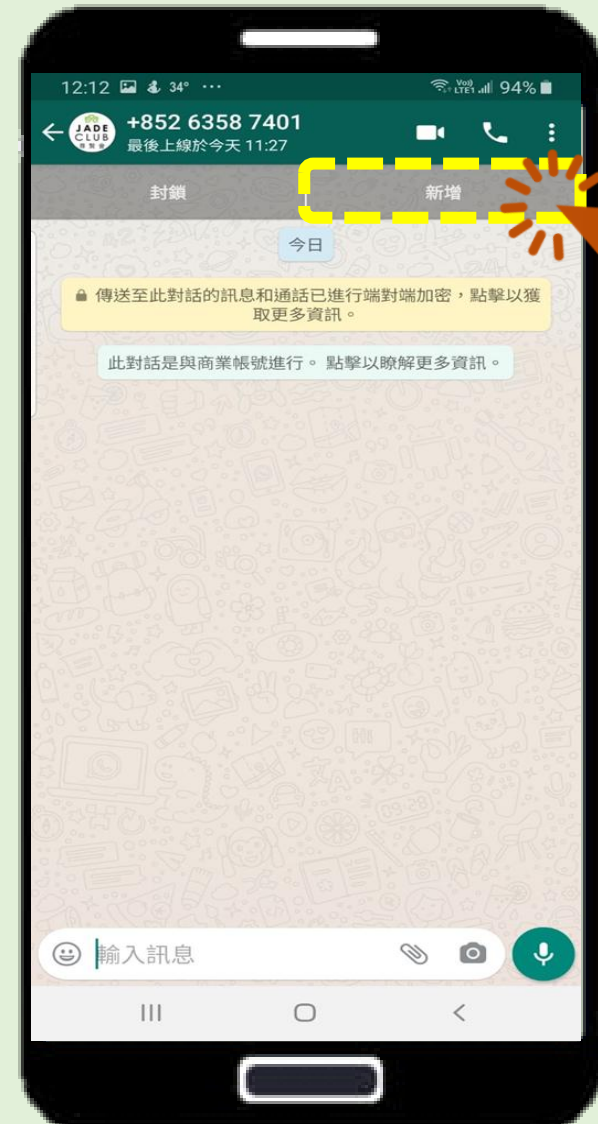 12:12 34° ...
Vo)) LTE1 94%
JADE CLUB
+852 6358 7401
最後上線於今天 11:27
封鎖 新增
今日
傳送至此對話的訊息和通話已進行端對端加密，點擊以獲
取更多資訊。
此對話是與商業帳號進行。 點擊以瞭解更多資訊。
輸入訊息